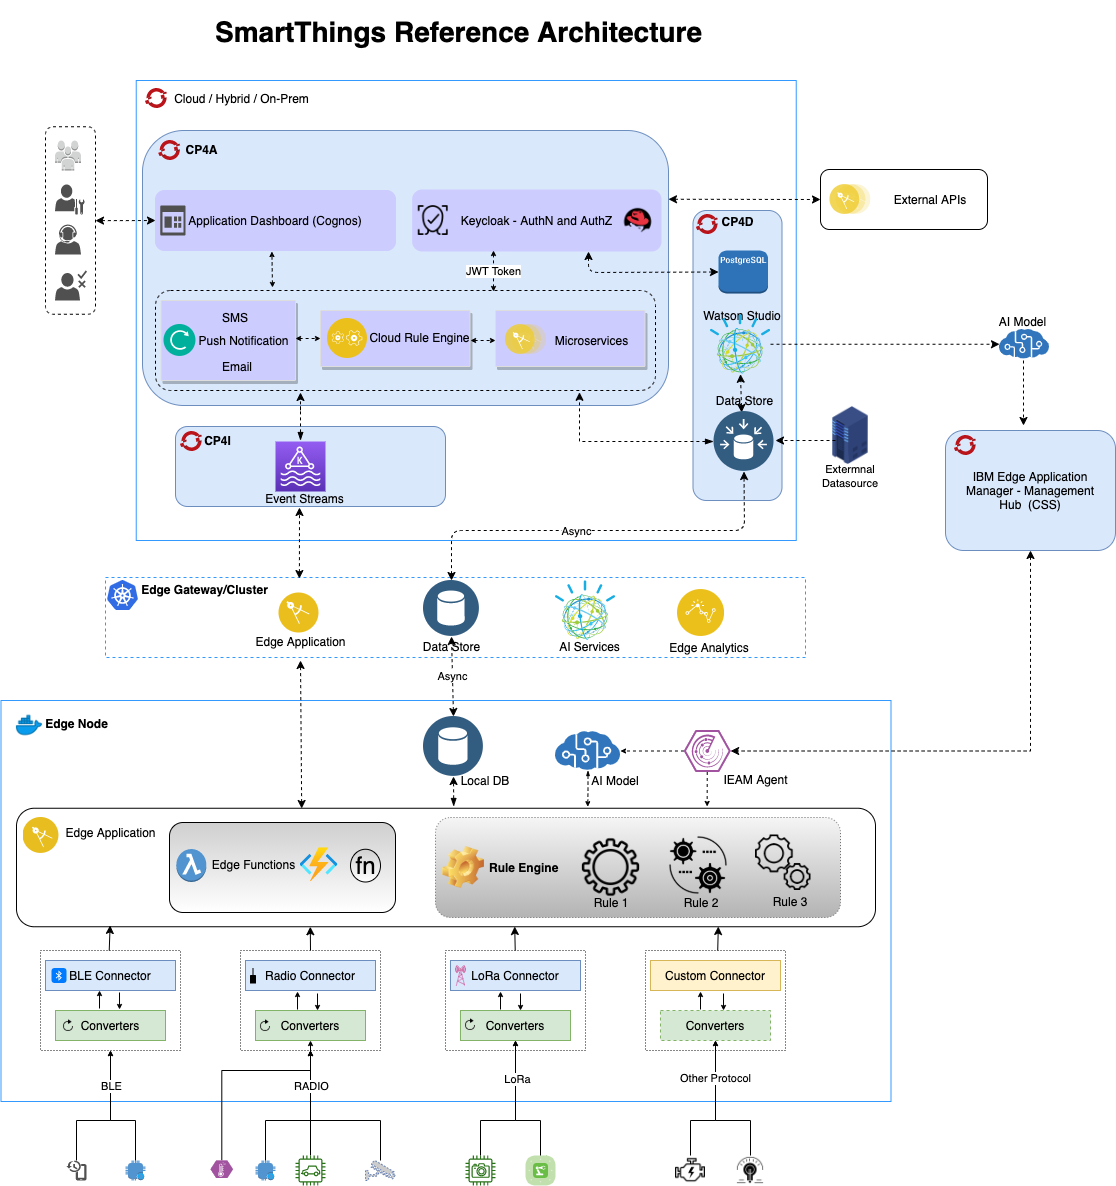 SmartThings Reference Architecture
Cloud / Hybrid / On-Prem
CP4A
Application Dashboard (Cognos)
Keycloak - AuthN and AuthZ
External APIs
CP4D
JWT Token
PostgreSQL
SMS
Push Notification
Email
Cloud Rule Engine
Microservices
Watson Studio
AI Model
Data Store
CP4I
K
Event Streams
Extermnal
Datasource
IBM Edge Application
Manager - Management
Hub (CSS)
Async
Edge Gateway/Cluster
Edge Application
Data Store
AI Services
Edge Analytics
Async
Edge Node
Local DB
AI Model
IEAM Agent
Edge Application
λ
Edge Functions
fn
Rule Engine
Rule 1
Rule 2
Rule 3
BLE Connector
Radio Connector
LoRa Connector
Custom Connector
Converters
Converters
Converters
Converters
BLE
RADIO
LoRa
Other Protocol